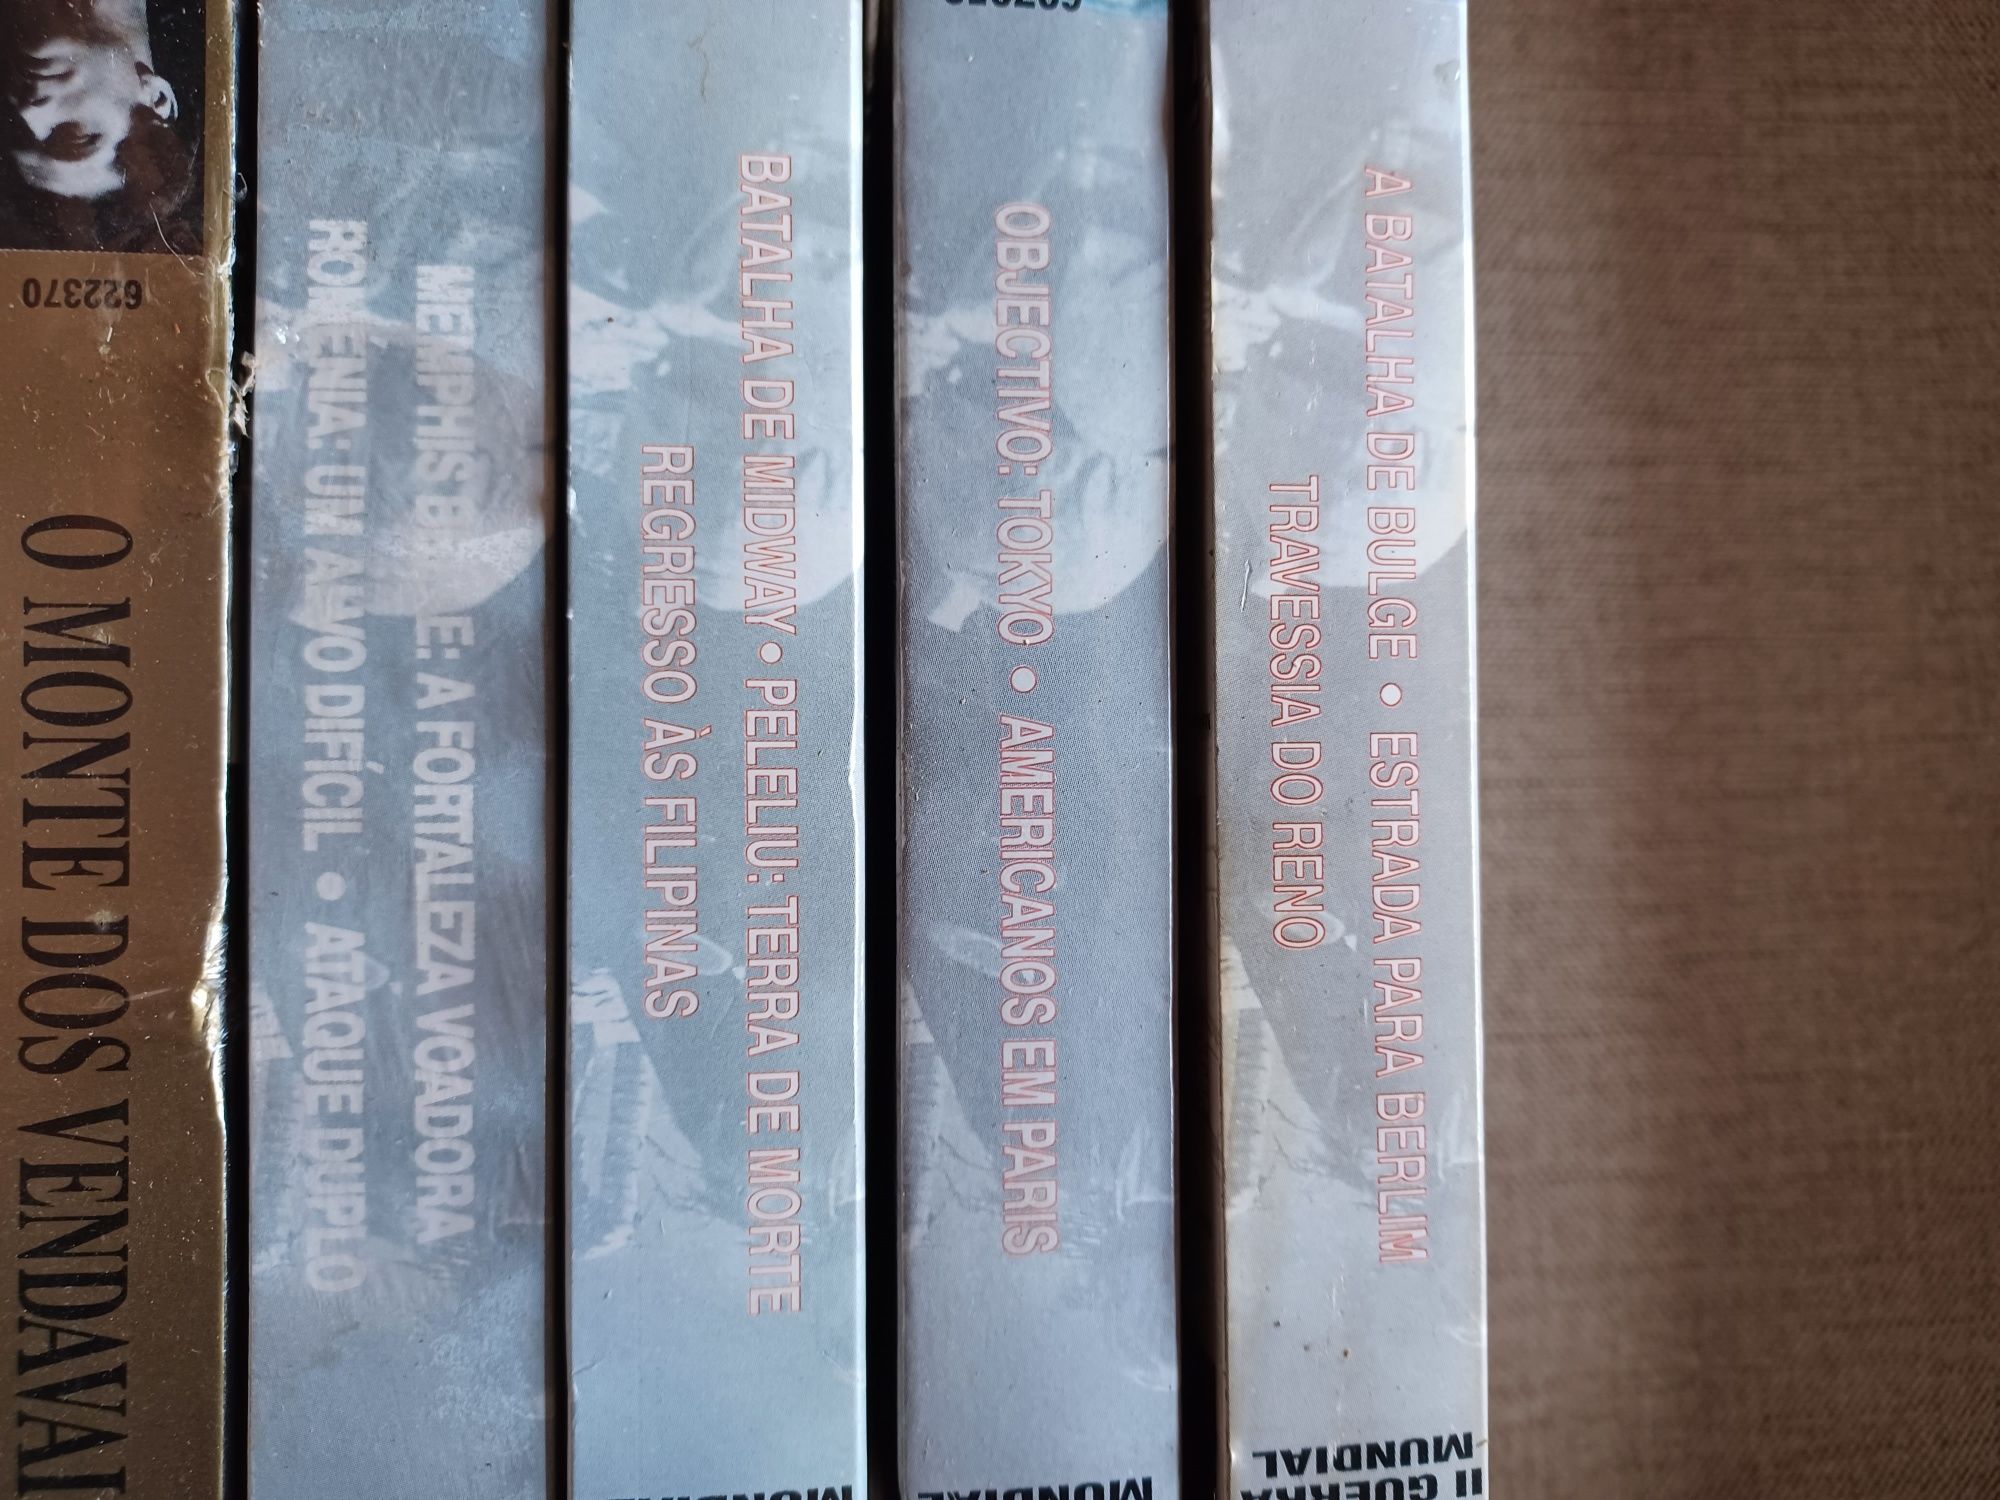 622370
O MONTE DOS VENDAVAI
MEMPHIS B E: A FORTALEZA VOADORA
ROMÉNIA: UM ALVO DIFÍCIL • ATAQUE DUPLO
BATALHA DE MIDWAY • PELELIU: TERRA DE MORTE
REGRESSO ÀS FILIPINAS
MUNDIAL
OBJECTIVO: TOKYO • AMERICANOS EM PARIS
MUNDIAL
A BATALHA DE BULGE • ESTRADA PARA BERLIM
TRAVESSIA DO RENO
II GUERRA
MUNDIAL